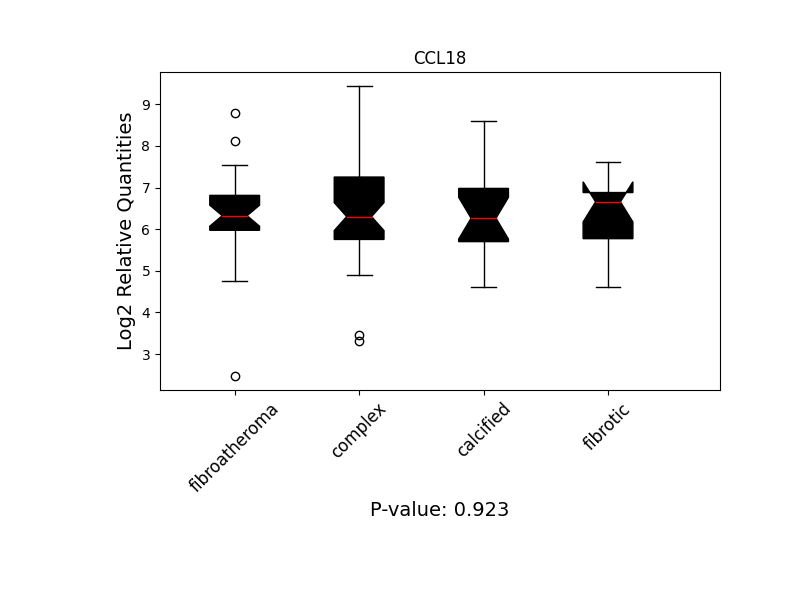 CCL18
Log2 Relative Quantities
9
8
7
6
5
4
3
fibroatheroma
complex
calcified
fibrotic
P-value: 0.923